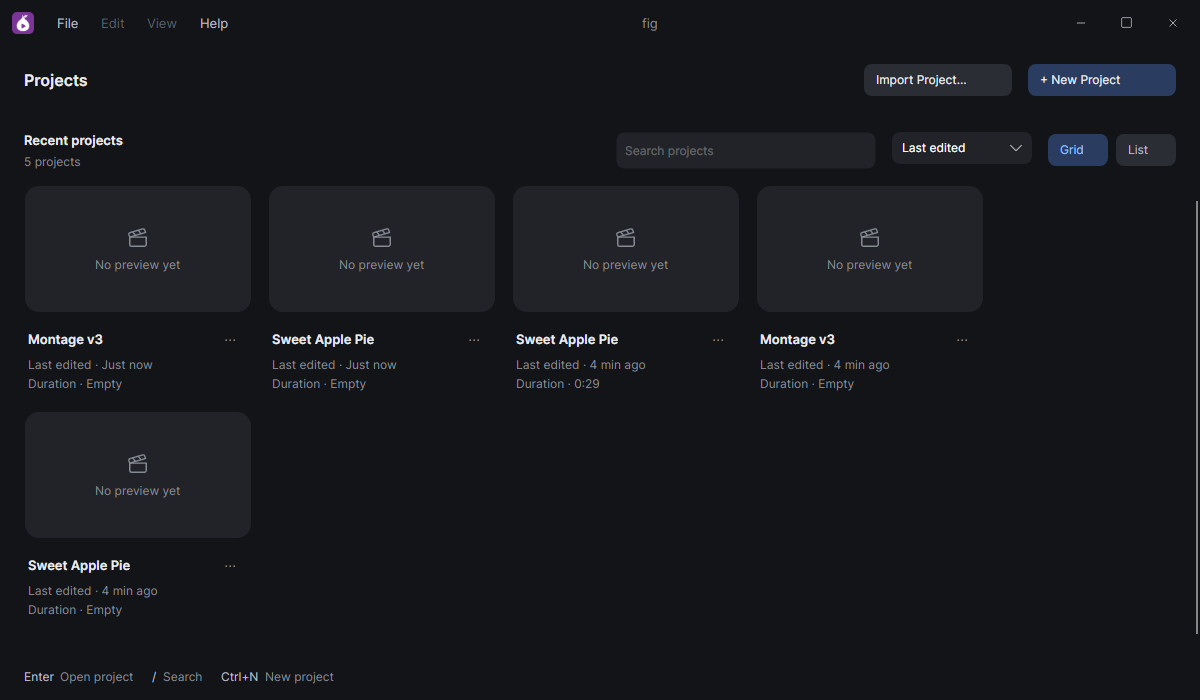 File Edit View Help
fig
Projects
Import Project...
+ New Project
Recent projects
5 projects
Search projects
Last edited
Grid
List
No preview yet
Montage v3 ...
Last edited · Just now
Duration · Empty
No preview yet
Sweet Apple Pie ...
Last edited · Just now
Duration · Empty
No preview yet
Sweet Apple Pie ...
Last edited · 4 min ago
Duration · 0:29
No preview yet
Montage v3 ...
Last edited · 4 min ago
Duration · Empty
No preview yet
Sweet Apple Pie ...
Last edited · 4 min ago
Duration · Empty
Enter Open project / Search Ctrl+N New project